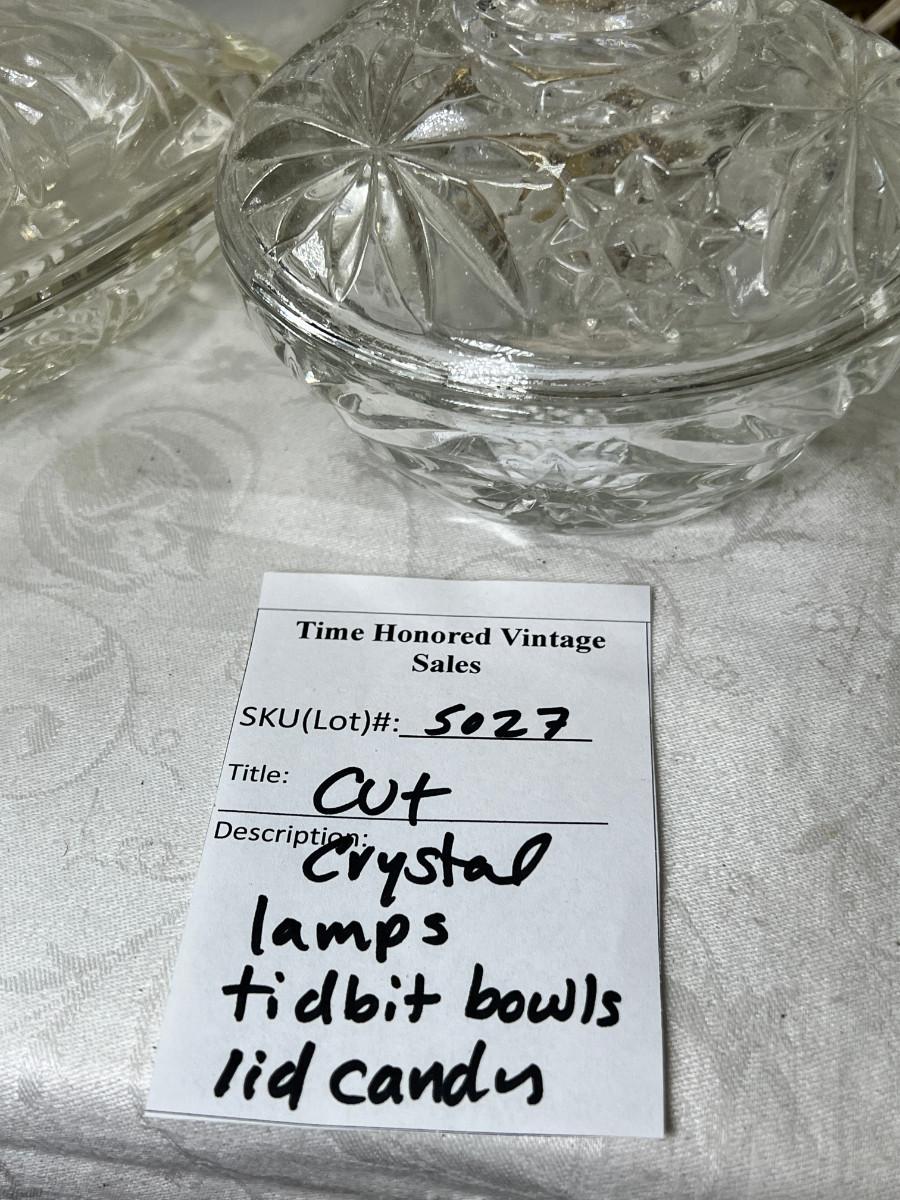 Time Honored Vintage
Sales
SKU(Lot)#: 5027
Title: Cut
Description:
Crystal
lamps
tidbit bowls
lid candy